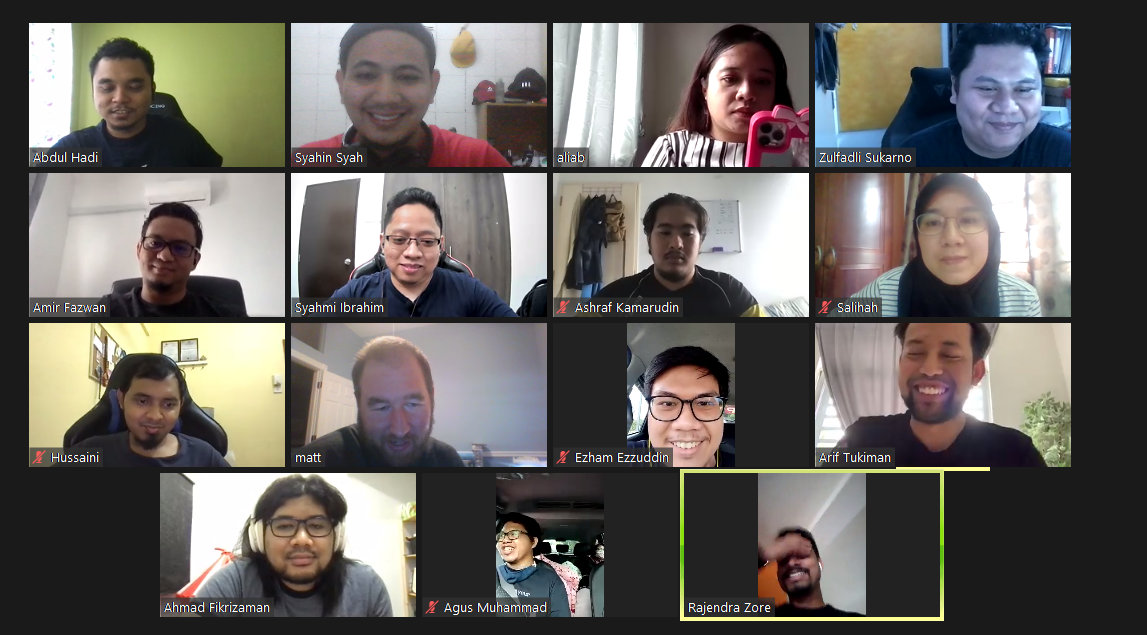 Abdul Hadi
Syahin Syah
aliab
Zulfadli Sukarno
Amir Fazwan
Syahmi Ibrahim
Ashraf Kamarudin
Salihah
Hussaini
matt
Ezham Ezzuddin
Arif Tukiman
Ahmad Fikrizaman
Agus Muhammad
Rajendra Zore